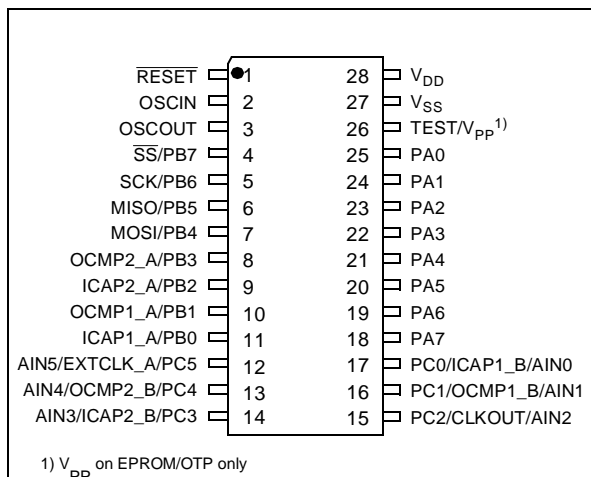 RESET 1 28 VDD
OSCIN 2 27 VSS
OSCOUT 3 26 TEST/VPP1)
SS/PB7 4 25 PA0
SCK/PB6 5 24 PA1
MISO/PB5 6 23 PA2
MOSI/PB4 7 22 PA3
OCMP2_A/PB3 8 21 PA4
ICAP2_A/PB2 9 20 PA5
OCMP1_A/PB1 10 19 PA6
ICAP1_A/PB0 11 18 PA7
AIN5/EXTCLK_A/PC5 12 17 PC0/ICAP1_B/AIN0
AIN4/OCMP2_B/PC4 13 16 PC1/OCMP1_B/AIN1
AIN3/ICAP2_B/PC3 14 15 PC2/CLKOUT/AIN2
1) VPP on EPROM/OTP only